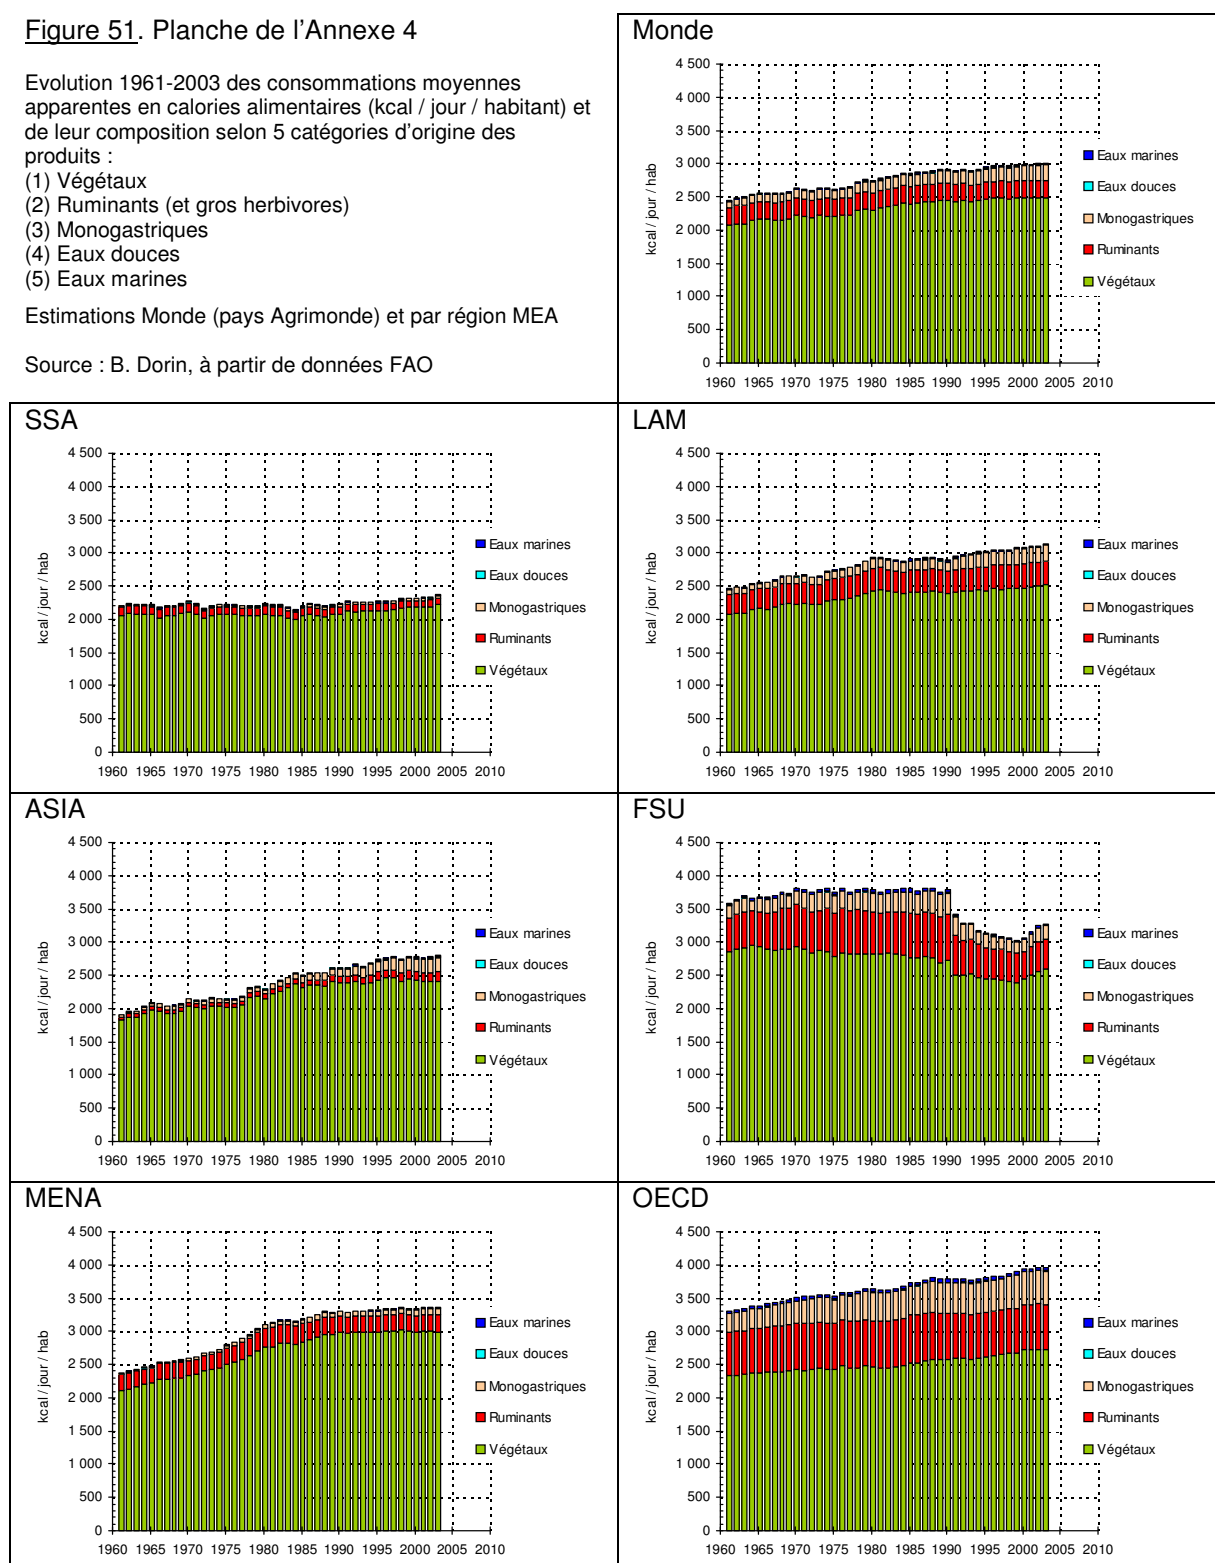 Figure 51. Planche de l'Annexe 4
Evolution 1961-2003 des consommations moyennes
apparentes en calories alimentaires (kcal / jour / habitant) et
de leur composition selon 5 catégories d'origine des
produits :
(1) Végétaux
(2) Ruminants (et gros herbivores)
(3) Monogastriques
(4) Eaux douces
(5) Eaux marines
Estimations Monde (pays Agrimonde) et par région MEA
Source : B. Dorin, à partir de données FAO
Monde
kcal / jour / hab
4 500
4 000
3 500
3 000
2 500
2 000
1 500
1 000
500
0
1960 1965 1970 1975 1980 1985 1990 1995 2000 2005 2010
Eaux marines
Eaux douces
Monogastriques
Ruminants
Végétaux
SSA
kcal / jour / hab
4 500
4 000
3 500
3 000
2 500
2 000
1 500
1 000
500
0
1960 1965 1970 1975 1980 1985 1990 1995 2000 2005 2010
Eaux marines
Eaux douces
Monogastriques
Ruminants
Végétaux
LAM
kcal / jour / hab
4 500
4 000
3 500
3 000
2 500
2 000
1 500
1 000
500
0
1960 1965 1970 1975 1980 1985 1990 1995 2000 2005 2010
Eaux marines
Eaux douces
Monogastriques
Ruminants
Végétaux
ASIA
kcal / jour / hab
4 500
4 000
3 500
3 000
2 500
2 000
1 500
1 000
500
0
1960 1965 1970 1975 1980 1985 1990 1995 2000 2005 2010
Eaux marines
Eaux douces
Monogastriques
Ruminants
Végétaux
FSU
kcal / jour / hab
4 500
4 000
3 500
3 000
2 500
2 000
1 500
1 000
500
0
1960 1965 1970 1975 1980 1985 1990 1995 2000 2005 2010
Eaux marines
Eaux douces
Monogastriques
Ruminants
Végétaux
MENA
kcal / jour / hab
4 500
4 000
3 500
3 000
2 500
2 000
1 500
1 000
500
0
1960 1965 1970 1975 1980 1985 1990 1995 2000 2005 2010
Eaux marines
Eaux douces
Monogastriques
Ruminants
Végétaux
OECD
kcal / jour / hab
4 500
4 000
3 500
3 000
2 500
2 000
1 500
1 000
500
0
1960 1965 1970 1975 1980 1985 1990 1995 2000 2005 2010
Eaux marines
Eaux douces
Monogastriques
Ruminants
Végétaux